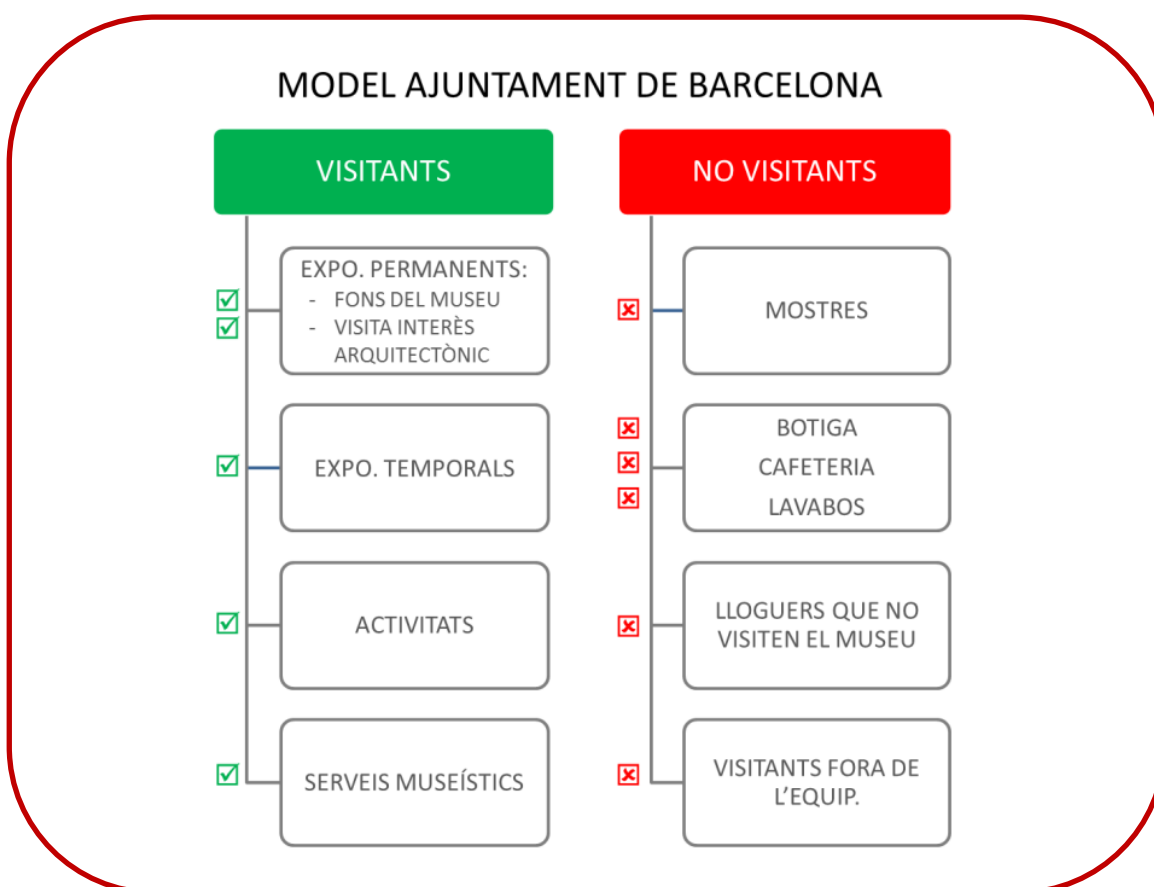 MODEL AJUNTAMENT DE BARCELONA
VISITANTS
EXPO. PERMANENTS:
- FONS DEL MUSEU
- VISITA INTERÈS
ARQUITECTÒNIC
EXPO. TEMPORALS
ACTIVITATS
SERVEIS MUSEÍSTICS
NO VISITANTS
MOSTRES
BOTIGA
CAFETERIA
LAVABOS
LLOGUERS QUE NO
VISITEN EL MUSEU
VISITANTS FORA DE
L'EQUIP.